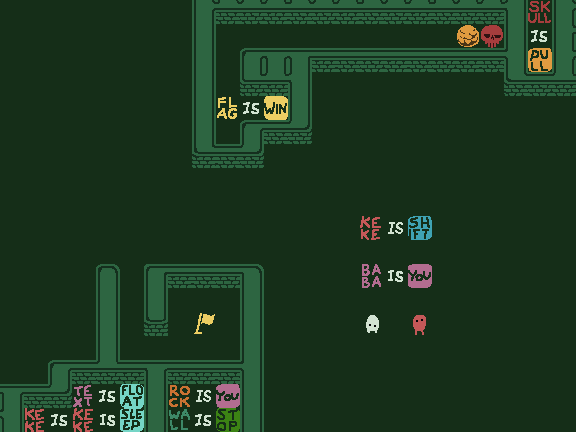 SKULL
IS
PULL
FLAG IS WIN
KEKE IS SHIFT
BABA IS YOU
TEXT IS FLOAT ROCK IS YOU
KEKE IS KEKE IS SLEEP WALL IS STOP